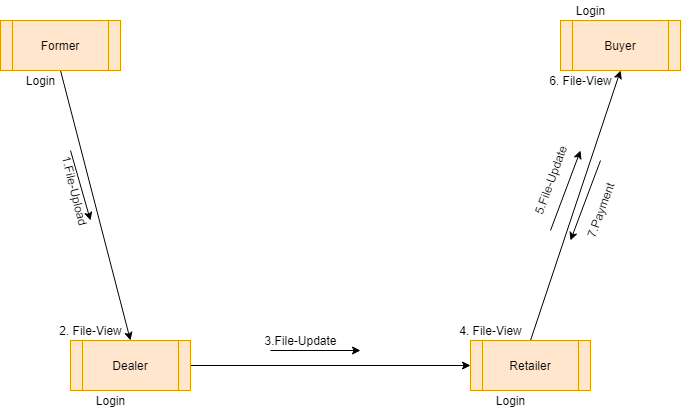 Login
Former
Buyer
Login
6. File-View
1.File-Upload
5.File-Update
7.Payment
2. File-View
3.File-Update
4. File-View
Dealer
Retailer
Login
Login